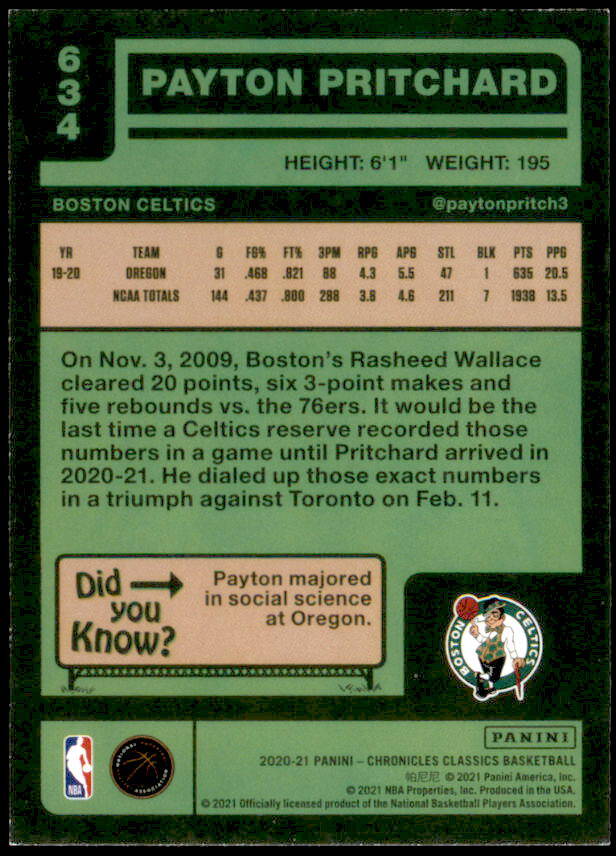 634
PAYTON PRITCHARD
HEIGHT: 6'1" WEIGHT: 195
BOSTON CELTICS @paytonpritch3
YR TEAM G FG% FT% 3PM RPG APG STL BLK PTS PPG
19-20 OREGON 31 .468 .821 88 4.3 5.5 47 1 635 20.5
NCAA TOTALS 144 .437 .800 288 3.8 4.6 211 7 1938 13.5
On Nov. 3, 2009, Boston's Rasheed Wallace
cleared 20 points, six 3-point makes and
five rebounds vs. the 76ers. It would be the
last time a Celtics reserve recorded those
numbers in a game until Pritchard arrived in
2020-21. He dialed up those exact numbers
in a triumph against Toronto on Feb. 11.
Did
you
Know?
Payton majored
in social science
at Oregon.
BOSTON CELTICS
NBA
NATIONAL BASKETBALL PLAYERS ASSOCIATION
PANINI
2020-21 PANINI – CHRONICLES CLASSICS BASKETBALL
帕尼尼 © 2021 Panini America, Inc.
© 2021 NBA Properties, Inc. Produced in the USA.
© 2021 Officially licensed product of the National Basketball Players Association.